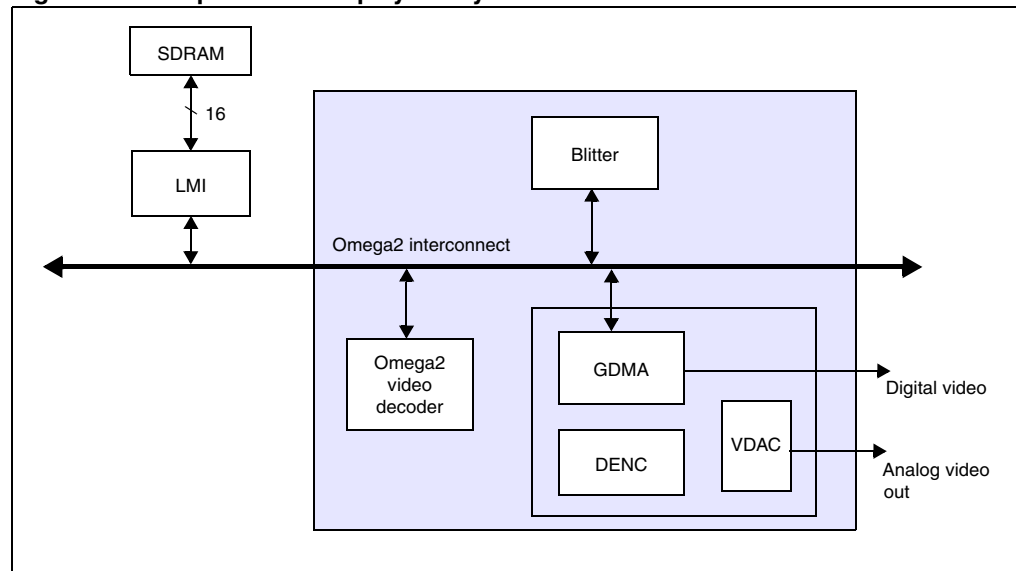 SDRAM
16
LMI
Blitter
Omega2 interconnect
Omega2
video
decoder
GDMA
Digital video
DENC
VDAC
Analog video
out